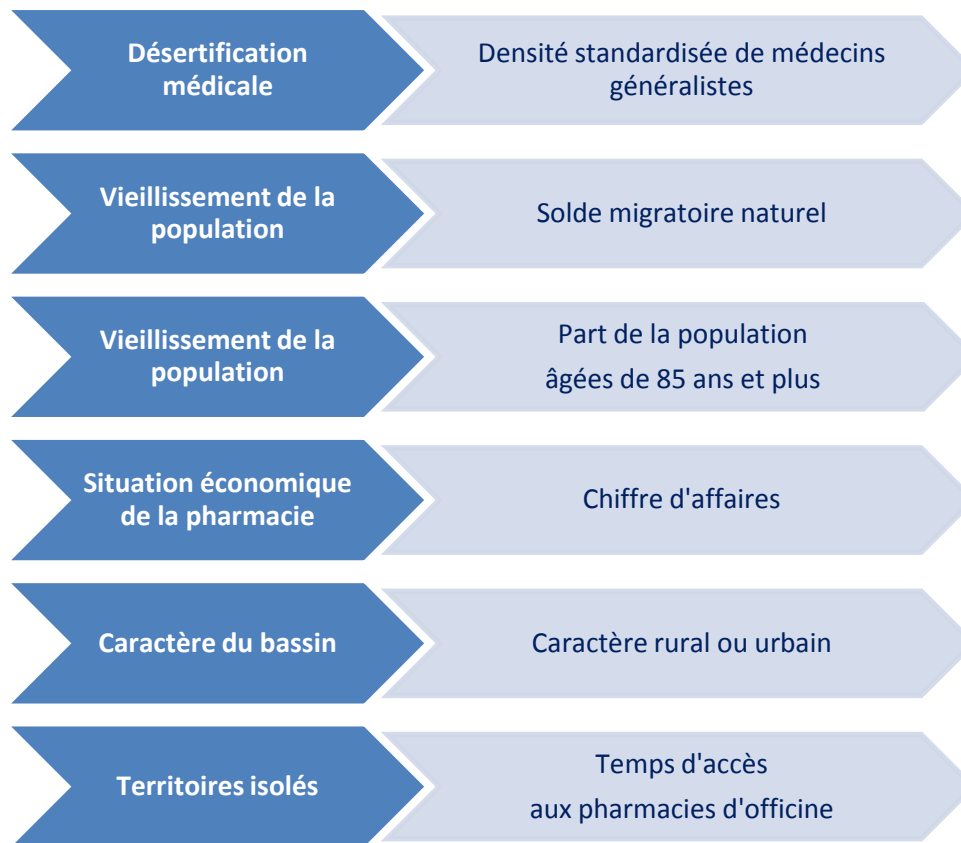 Désertification
médicale
Densité standardisée de médecins
généralistes
Vieillissement de la
population
Solde migratoire naturel
Vieillissement de la
population
Part de la population
âgées de 85 ans et plus
Situation économique
de la pharmacie
Chiffre d'affaires
Caractère du bassin
Caractère rural ou urbain
Territoires isolés
Temps d'accès
aux pharmacies d'officine